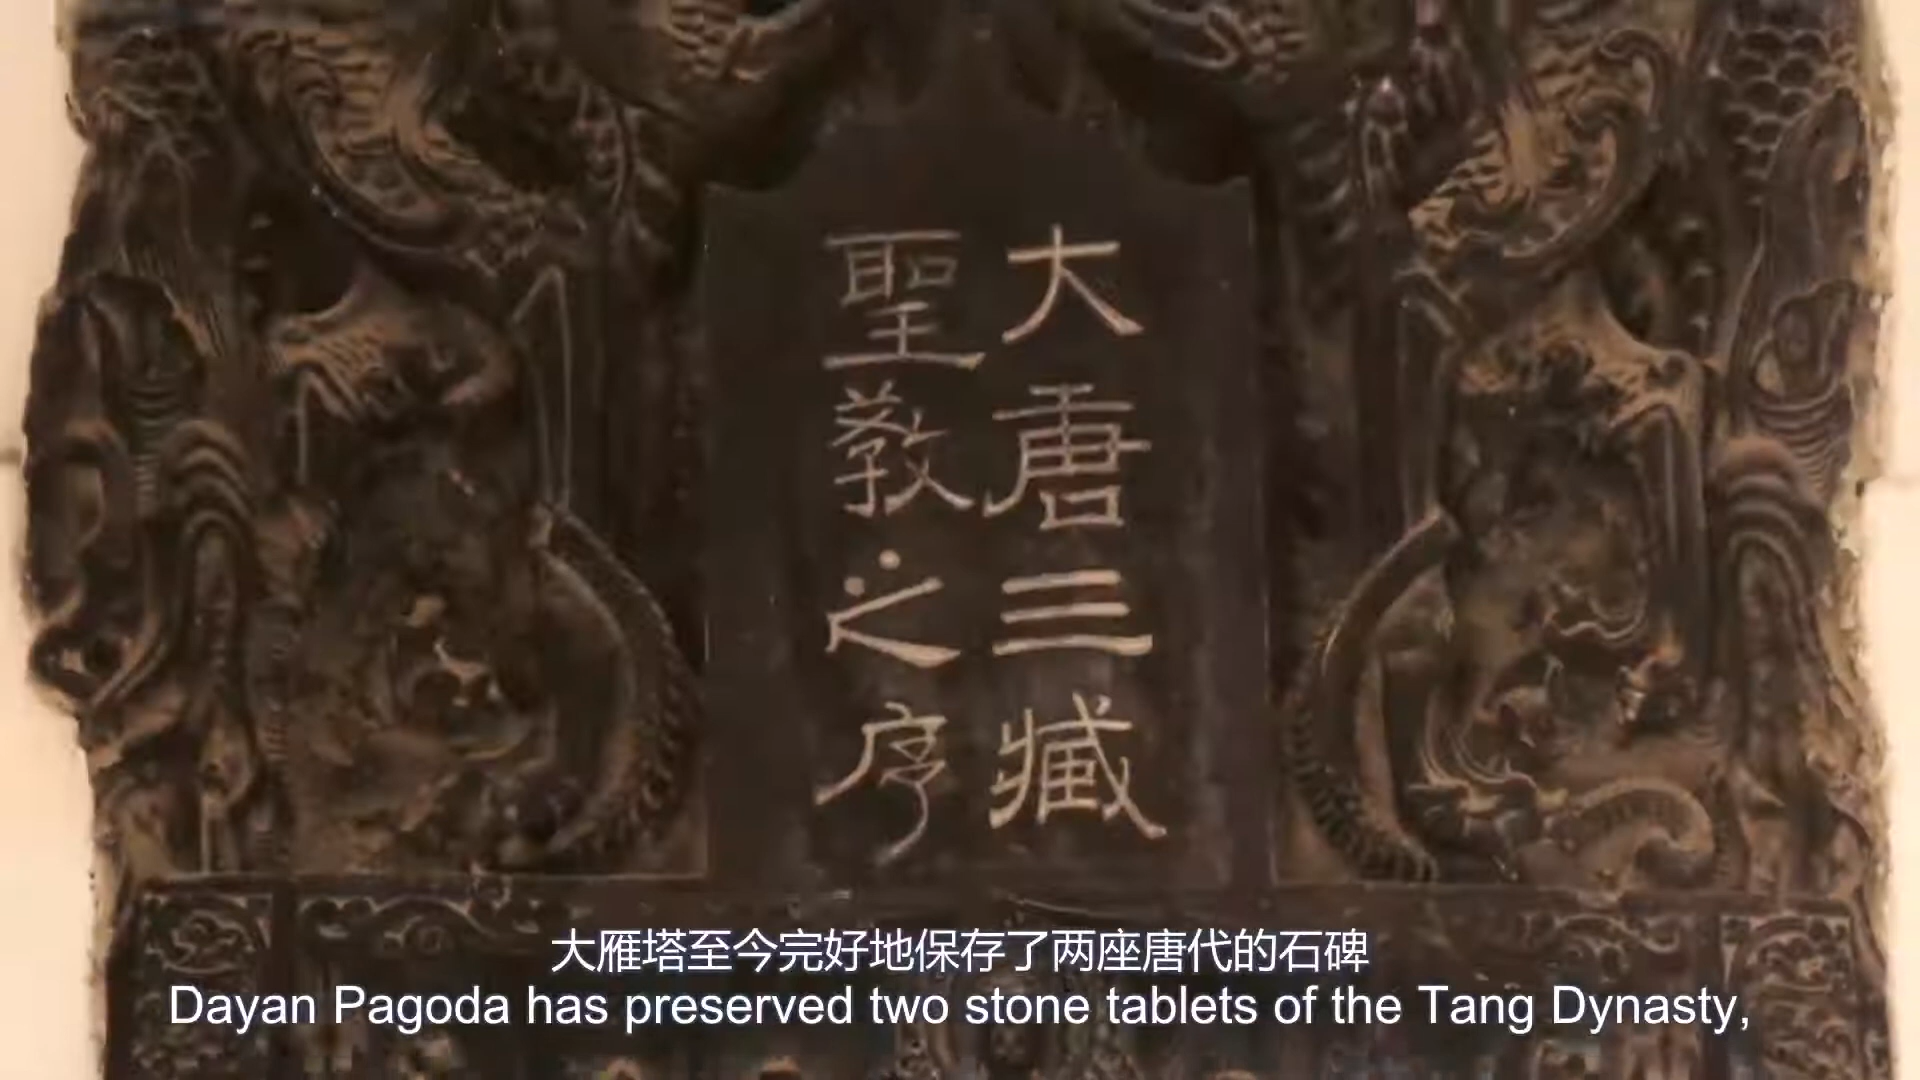 大唐三藏
聖教之序
大雁塔至今完好地保存了两座唐代的石碑
Dayan Pagoda has preserved two stone tablets of the Tang Dynasty,